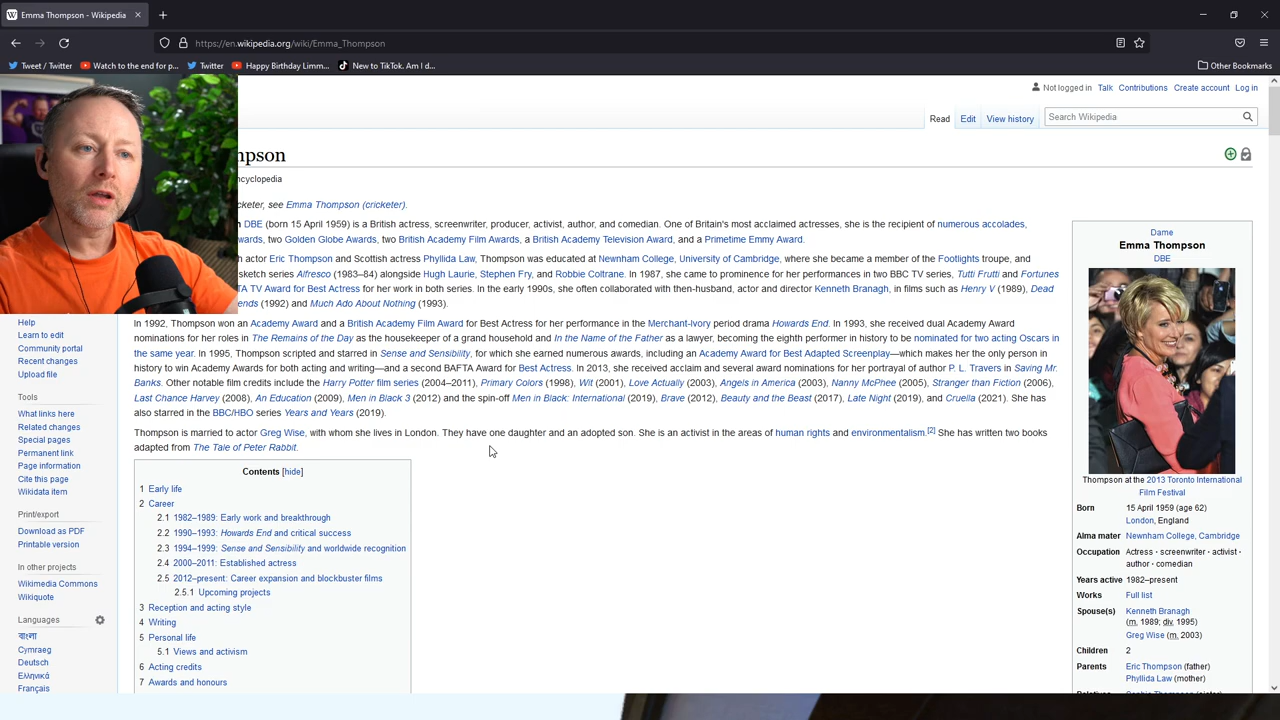 Emma Thompson - Wikipedia
https://en.wikipedia.org/wiki/Emma_Thompson
Tweet / Twitter
Watch to the end for p...
Twitter
Happy Birthday Limm...
New to TikTok. Am I d...
Other Bookmarks
Not logged in Talk Contributions Create account Log in
Read Edit View history
Search Wikipedia
mpson
cyclopedia
cketer, see Emma Thompson (cricketer).
DBE (born 15 April 1959) is a British actress, screenwriter, producer, activist, author, and comedian. One of Britain's most acclaimed actresses, she is the recipient of numerous accolades,
wards, two Golden Globe Awards, two British Academy Film Awards, a British Academy Television Award, and a Primetime Emmy Award.
h actor Eric Thompson and Scottish actress Phyllida Law, Thompson was educated at Newnham College, University of Cambridge, where she became a member of the Footlights troupe, and
sketch series Alfresco (1983–84) alongside Hugh Laurie, Stephen Fry, and Robbie Coltrane. In 1987, she came to prominence for her performances in two BBC TV series, Tutti Frutti and Fortunes
TA TV Award for Best Actress for her work in both series. In the early 1990s, she often collaborated with then-husband, actor and director Kenneth Branagh, in films such as Henry V (1989), Dead
ends (1992) and Much Ado About Nothing (1993).
In 1992, Thompson won an Academy Award and a British Academy Film Award for Best Actress for her performance in the Merchant-Ivory period drama Howards End. In 1993, she received dual Academy Award
nominations for her roles in The Remains of the Day as the housekeeper of a grand household and In the Name of the Father as a lawyer, becoming the eighth performer in history to be nominated for two acting Oscars in
the same year. In 1995, Thompson scripted and starred in Sense and Sensibility, for which she earned numerous awards, including an Academy Award for Best Adapted Screenplay—which makes her the only person in
history to win Academy Awards for both acting and writing—and a second BAFTA Award for Best Actress. In 2013, she received acclaim and several award nominations for her portrayal of author P. L. Travers in Saving Mr.
Banks. Other notable film credits include the Harry Potter film series (2004–2011), Primary Colors (1998), Wit (2001), Love Actually (2003), Angels in America (2003), Nanny McPhee (2005), Stranger than Fiction (2006),
Last Chance Harvey (2008), An Education (2009), Men in Black 3 (2012) and the spin-off Men in Black: International (2019), Brave (2012), Beauty and the Beast (2017), Late Night (2019), and Cruella (2021). She has
also starred in the BBC/HBO series Years and Years (2019).
Thompson is married to actor Greg Wise, with whom she lives in London. They have one daughter and an adopted son. She is an activist in the areas of human rights and environmentalism.[2] She has written two books
adapted from The Tale of Peter Rabbit.
Contents [hide]
1 Early life
2 Career
2.1 1982–1989: Early work and breakthrough
2.2 1990–1993: Howards End and critical success
2.3 1994–1999: Sense and Sensibility and worldwide recognition
2.4 2000–2011: Established actress
2.5 2012–present: Career expansion and blockbuster films
2.5.1 Upcoming projects
3 Reception and acting style
4 Writing
5 Personal life
5.1 Views and activism
6 Acting credits
7 Awards and honours
Help
Learn to edit
Community portal
Recent changes
Upload file
Tools
What links here
Related changes
Special pages
Permanent link
Page information
Cite this page
Wikidata item
Print/export
Download as PDF
Printable version
In other projects
Wikimedia Commons
Wikiquote
Languages
বাংলা
Cymraeg
Deutsch
Ελληνικά
Français
Dame
Emma Thompson
DBE
Thompson at the 2013 Toronto International
Film Festival
Born 15 April 1959 (age 62)
London, England
Alma mater Newnham College, Cambridge
Occupation Actress · screenwriter · activist ·
author · comedian
Years active 1982–present
Works Full list
Spouse(s) Kenneth Branagh
(m. 1989; div. 1995)
Greg Wise (m. 2003)
Children 2
Parents Eric Thompson (father)
Phyllida Law (mother)